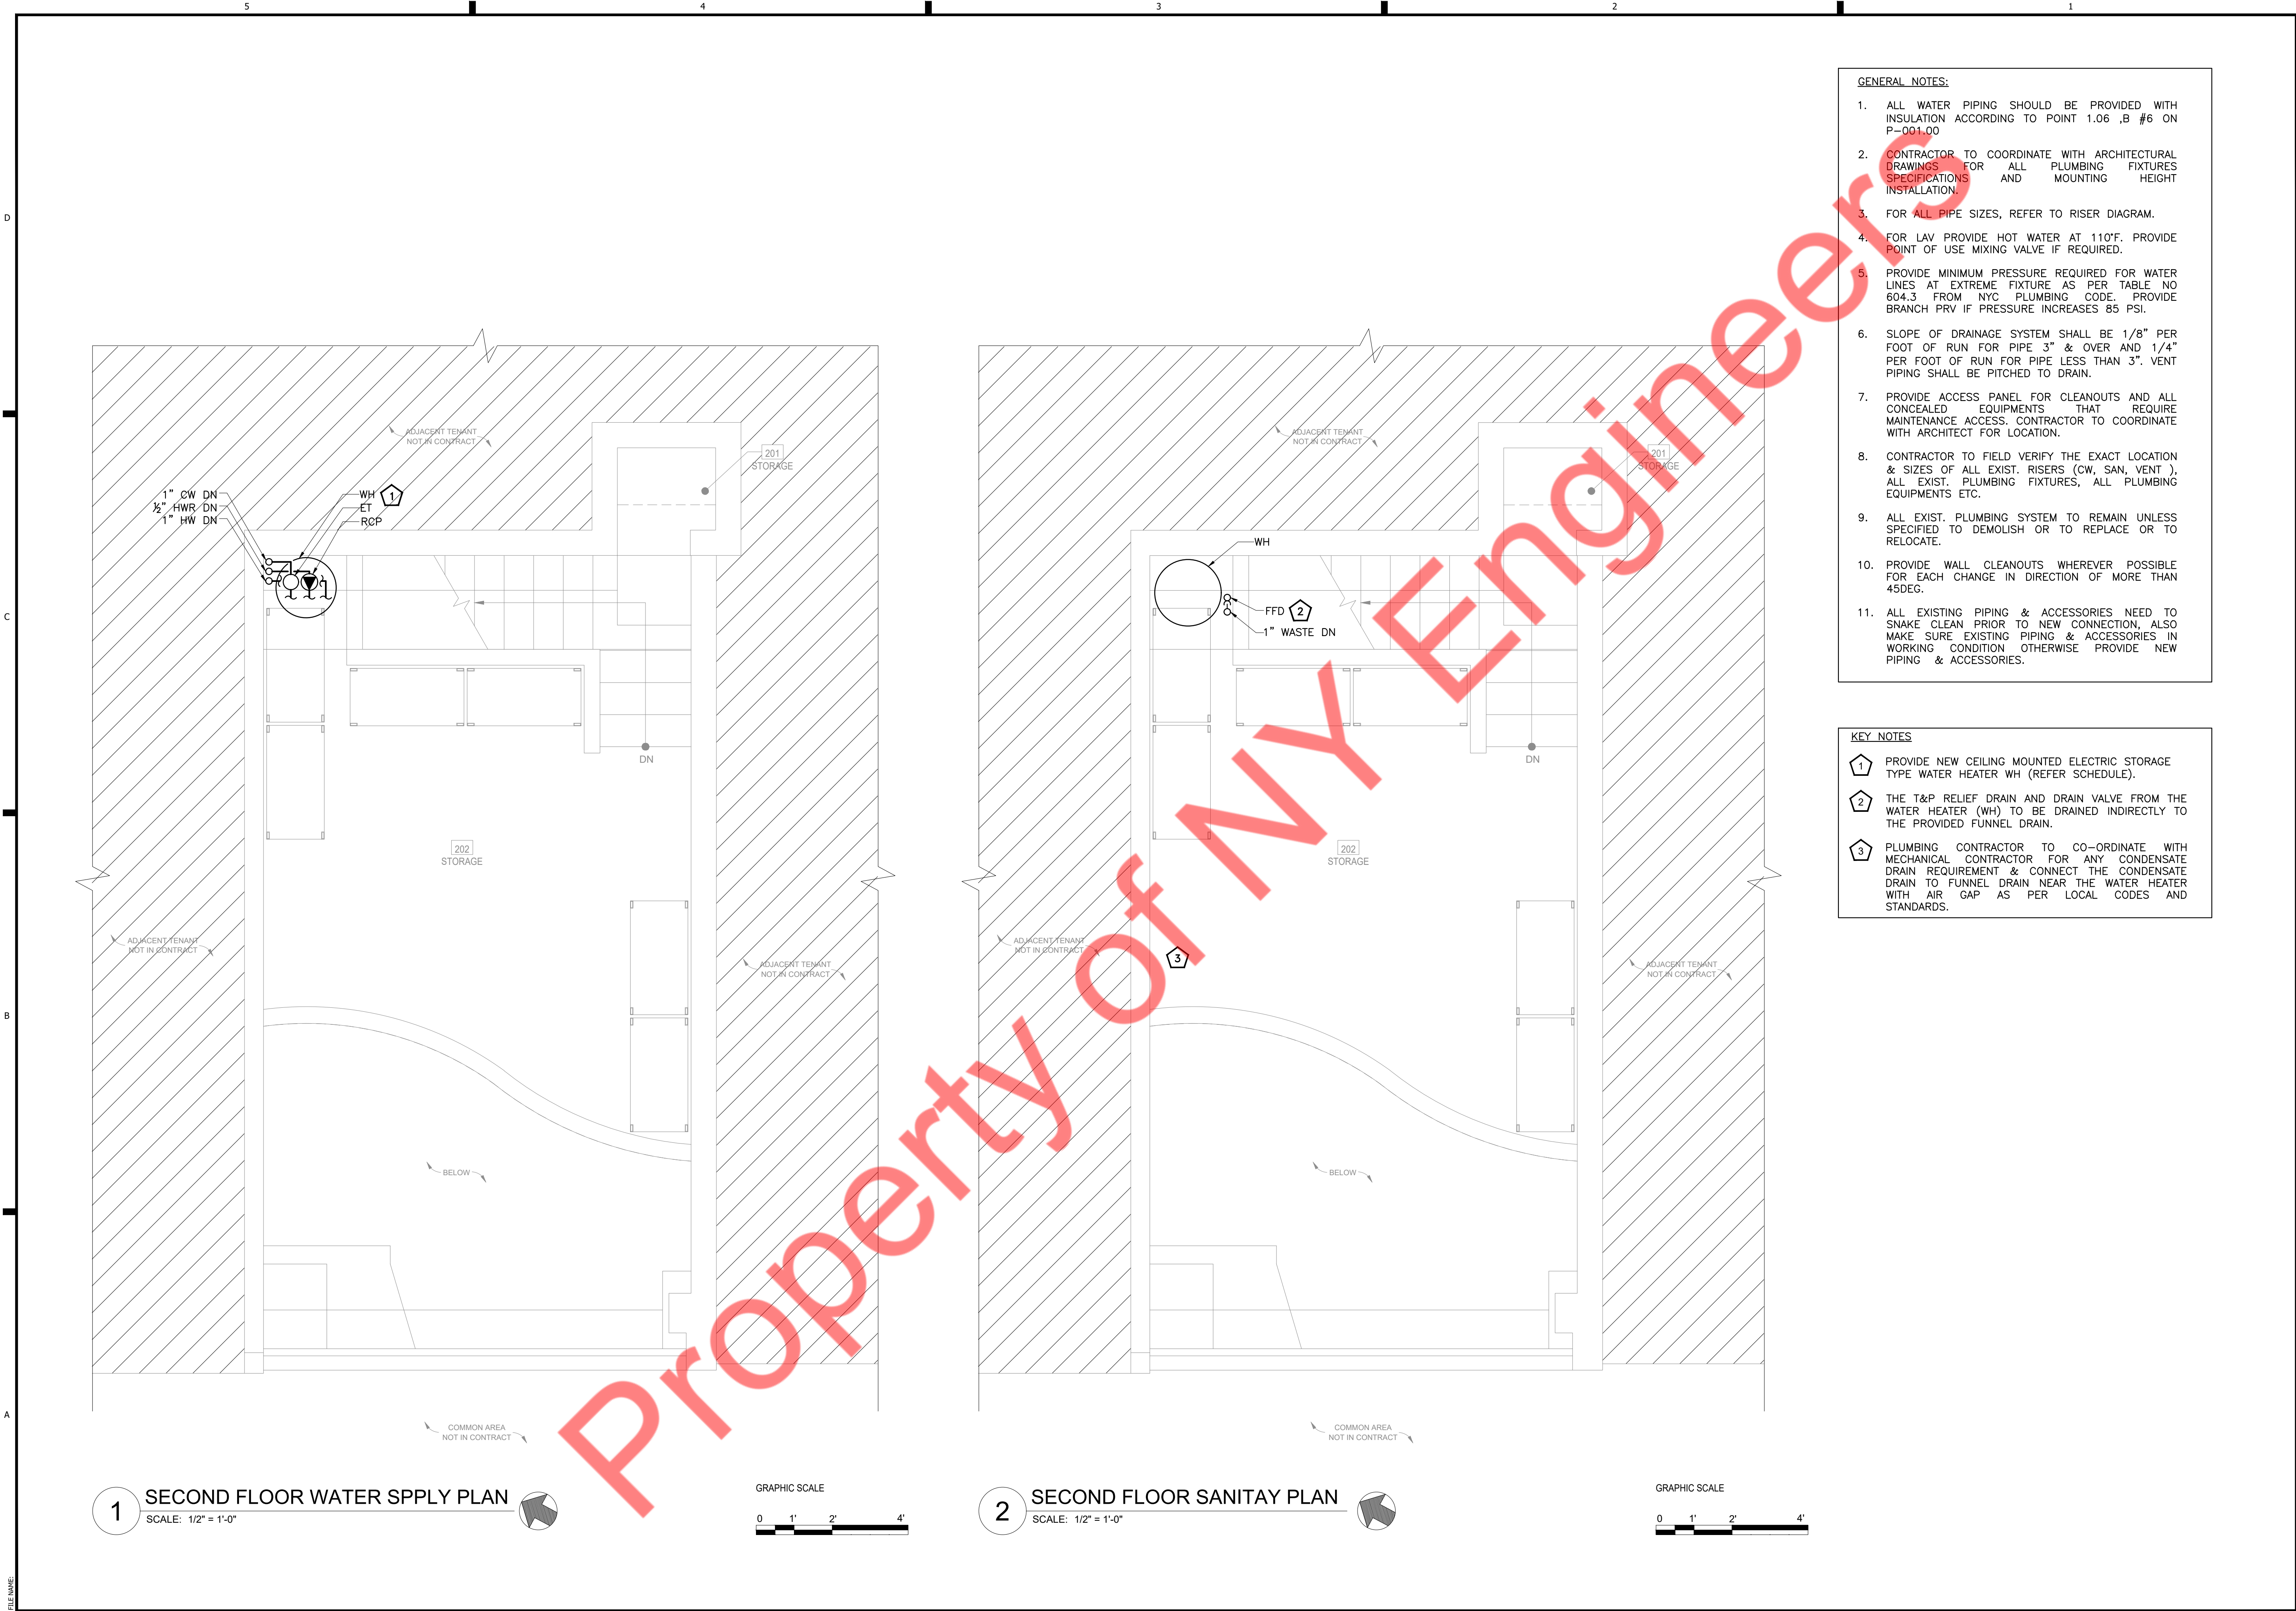 5 4 3 2 1
D
C
B
A
FILE NAME:
ADJACENT TENANT
NOT IN CONTRACT
201
STORAGE
1" CW DN
½" HWR DN
1" HW DN
WH 1
ET
RCP
DN
202
STORAGE
ADJACENT TENANT
NOT IN CONTRACT
ADJACENT TENANT
NOT IN CONTRACT
BELOW
COMMON AREA
NOT IN CONTRACT
1 SECOND FLOOR WATER SPPLY PLAN
SCALE: 1/2" = 1'-0"
GRAPHIC SCALE
0 1' 2' 4'
ADJACENT TENANT
NOT IN CONTRACT
201
STORAGE
WH
FFD 2
1" WASTE DN
DN
202
STORAGE
ADJACENT TENANT
NOT IN CONTRACT
3
ADJACENT TENANT
NOT IN CONTRACT
BELOW
COMMON AREA
NOT IN CONTRACT
2 SECOND FLOOR SANITAY PLAN
SCALE: 1/2" = 1'-0"
GRAPHIC SCALE
0 1' 2' 4'
GENERAL NOTES:
1. ALL WATER PIPING SHOULD BE PROVIDED WITH
INSULATION ACCORDING TO POINT 1.06 ,B #6 ON
P-001.00
2. CONTRACTOR TO COORDINATE WITH ARCHITECTURAL
DRAWINGS FOR ALL PLUMBING FIXTURES
SPECIFICATIONS AND MOUNTING HEIGHT
INSTALLATION.
3. FOR ALL PIPE SIZES, REFER TO RISER DIAGRAM.
4. FOR LAV PROVIDE HOT WATER AT 110°F. PROVIDE
POINT OF USE MIXING VALVE IF REQUIRED.
5. PROVIDE MINIMUM PRESSURE REQUIRED FOR WATER
LINES AT EXTREME FIXTURE AS PER TABLE NO
604.3 FROM NYC PLUMBING CODE. PROVIDE
BRANCH PRV IF PRESSURE INCREASES 85 PSI.
6. SLOPE OF DRAINAGE SYSTEM SHALL BE 1/8" PER
FOOT OF RUN FOR PIPE 3" & OVER AND 1/4"
PER FOOT OF RUN FOR PIPE LESS THAN 3". VENT
PIPING SHALL BE PITCHED TO DRAIN.
7. PROVIDE ACCESS PANEL FOR CLEANOUTS AND ALL
CONCEALED EQUIPMENTS THAT REQUIRE
MAINTENANCE ACCESS. CONTRACTOR TO COORDINATE
WITH ARCHITECT FOR LOCATION.
8. CONTRACTOR TO FIELD VERIFY THE EXACT LOCATION
& SIZES OF ALL EXIST. RISERS (CW, SAN, VENT ),
ALL EXIST. PLUMBING FIXTURES, ALL PLUMBING
EQUIPMENTS ETC.
9. ALL EXIST. PLUMBING SYSTEM TO REMAIN UNLESS
SPECIFIED TO DEMOLISH OR TO REPLACE OR TO
RELOCATE.
10. PROVIDE WALL CLEANOUTS WHEREVER POSSIBLE
FOR EACH CHANGE IN DIRECTION OF MORE THAN
45DEG.
11. ALL EXISTING PIPING & ACCESSORIES NEED TO
SNAKE CLEAN PRIOR TO NEW CONNECTION, ALSO
MAKE SURE EXISTING PIPING & ACCESSORIES IN
WORKING CONDITION OTHERWISE PROVIDE NEW
PIPING & ACCESSORIES.
KEY NOTES
1 PROVIDE NEW CEILING MOUNTED ELECTRIC STORAGE
TYPE WATER HEATER WH (REFER SCHEDULE).
2 THE T&P RELIEF DRAIN AND DRAIN VALVE FROM THE
WATER HEATER (WH) TO BE DRAINED INDIRECTLY TO
THE PROVIDED FUNNEL DRAIN.
3 PLUMBING CONTRACTOR TO CO-ORDINATE WITH
MECHANICAL CONTRACTOR FOR ANY CONDENSATE
DRAIN REQUIREMENT & CONNECT THE CONDENSATE
DRAIN TO FUNNEL DRAIN NEAR THE WATER HEATER
WITH AIR GAP AS PER LOCAL CODES AND
STANDARDS.
Property of NY Engineers